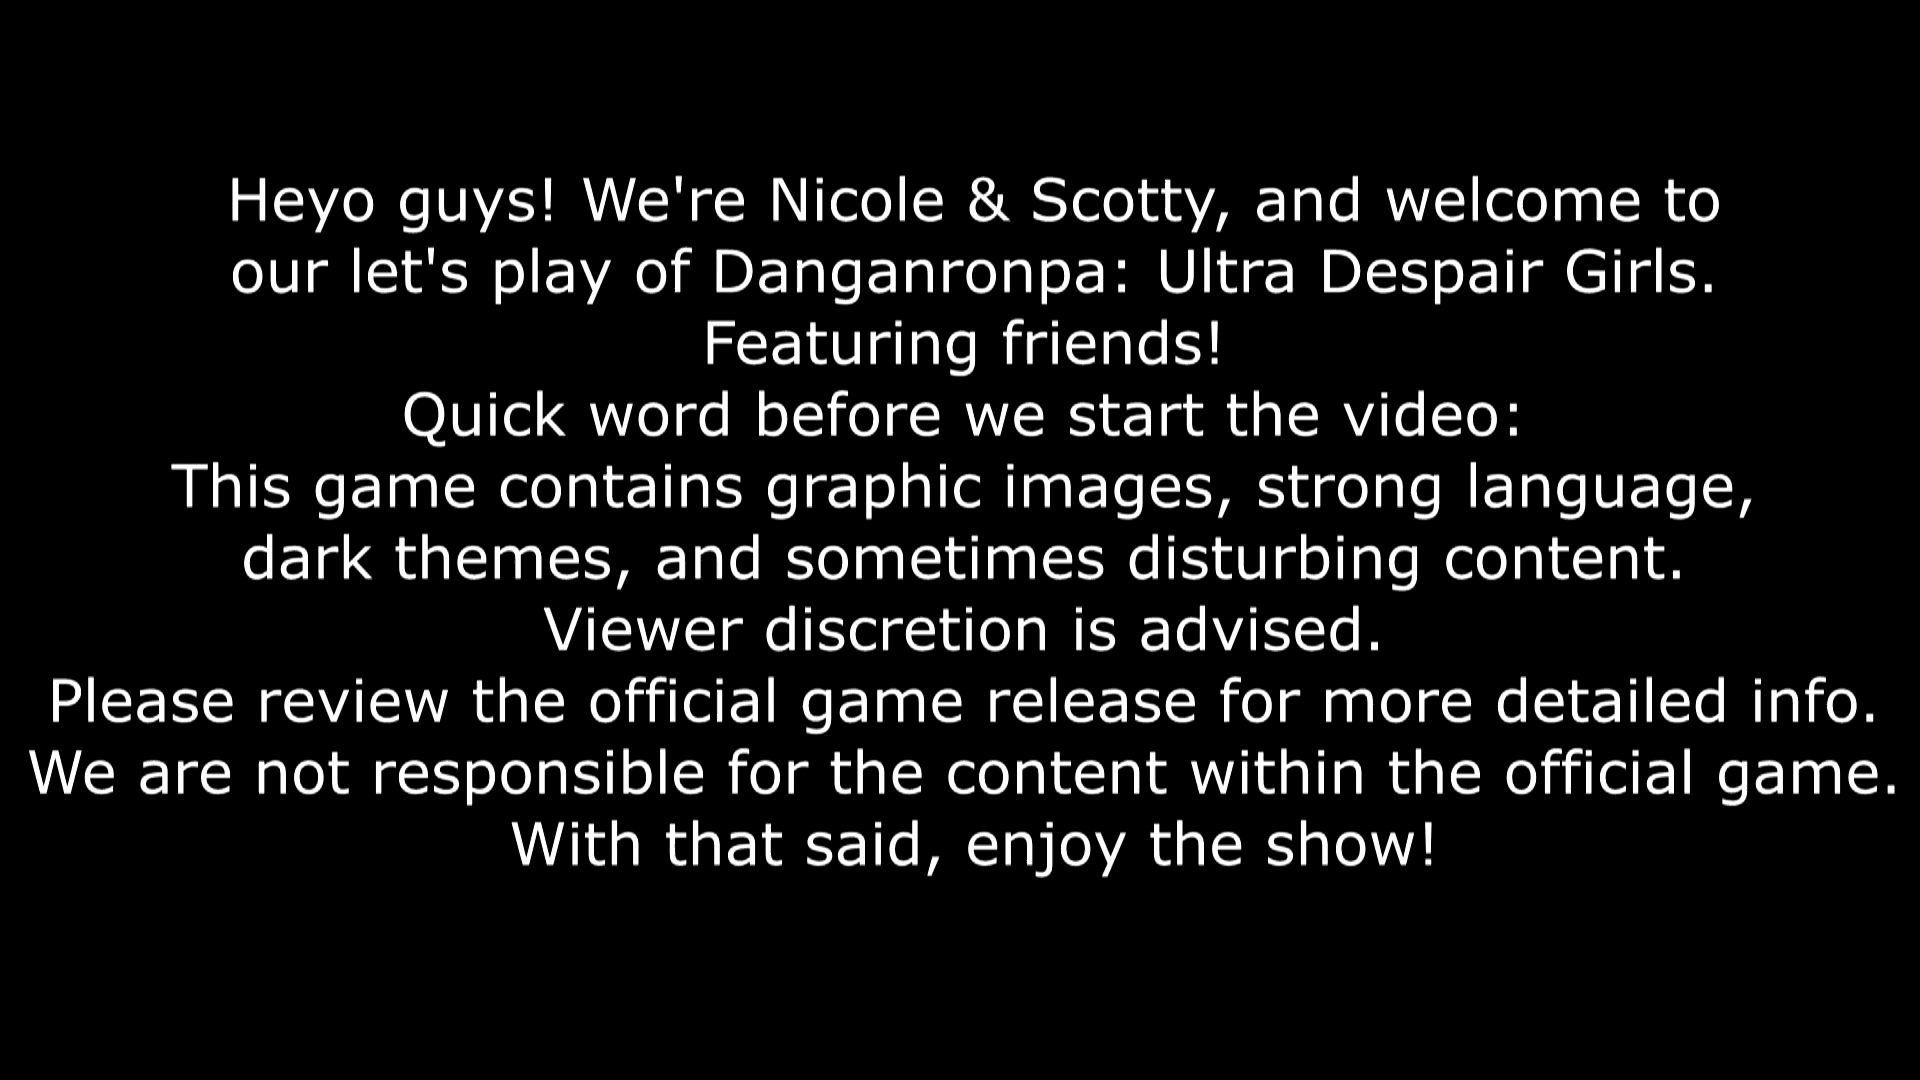 Heyo guys! We're Nicole & Scotty, and welcome to
our let's play of Danganronpa: Ultra Despair Girls.
Featuring friends!
Quick word before we start the video:
This game contains graphic images, strong language,
dark themes, and sometimes disturbing content.
Viewer discretion is advised.
Please review the official game release for more detailed info.
We are not responsible for the content within the official game.
With that said, enjoy the show!